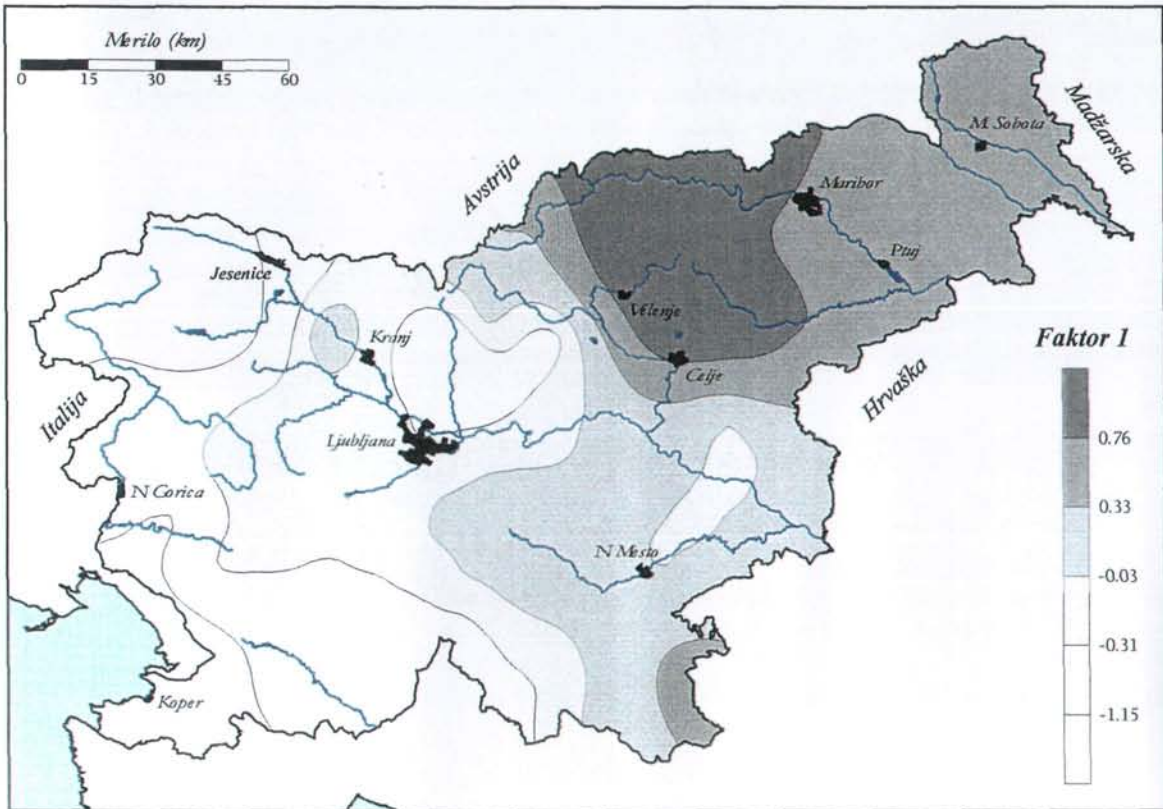 Merilo (km)
0 15 30 45 60
Avstrija
Madžarska
M. Sobota
Maribor
Ptuj
Jesenice
Velenje
Kranj
Celje
Hrvaška
Italija
Ljubljana
N Gorica
N Mesto
Koper
Faktor 1
0.76
0.33
-0.03
-0.31
-1.15